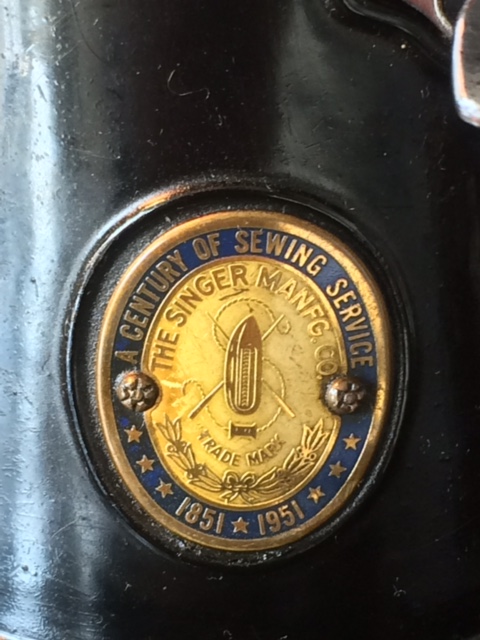 A CENTURY OF SEWING SERVICE
THE SINGER MANFG. CO.
TRADE MARK
1851 ★ 1951